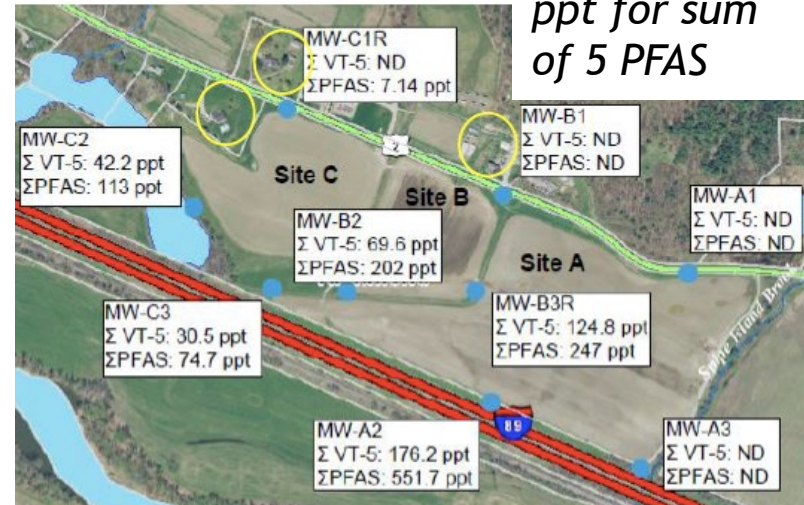 ppt for sum
of 5 PFAS
MW-C1R
Σ VT-5: ND
ΣPFAS: 7.14 ppt
MW-B1
Σ VT-5: ND
ΣPFAS: ND
MW-C2
Σ VT-5: 42.2 ppt
ΣPFAS: 113 ppt
2
Site C
Site B
MW-A1
Σ VT-5: ND
ΣPFAS: ND
MW-B2
Σ VT-5: 69.6 ppt
ΣPFAS: 202 ppt
Site A
MW-C3
Σ VT-5: 30.5 ppt
ΣPFAS: 74.7 ppt
MW-B3R
Σ VT-5: 124.8 ppt
ΣPFAS: 247 ppt
Island Brook
89
MW-A2
Σ VT-5: 176.2 ppt
ΣPFAS: 551.7 ppt
MW-A3
Σ VT-5: ND
ΣPFAS: ND